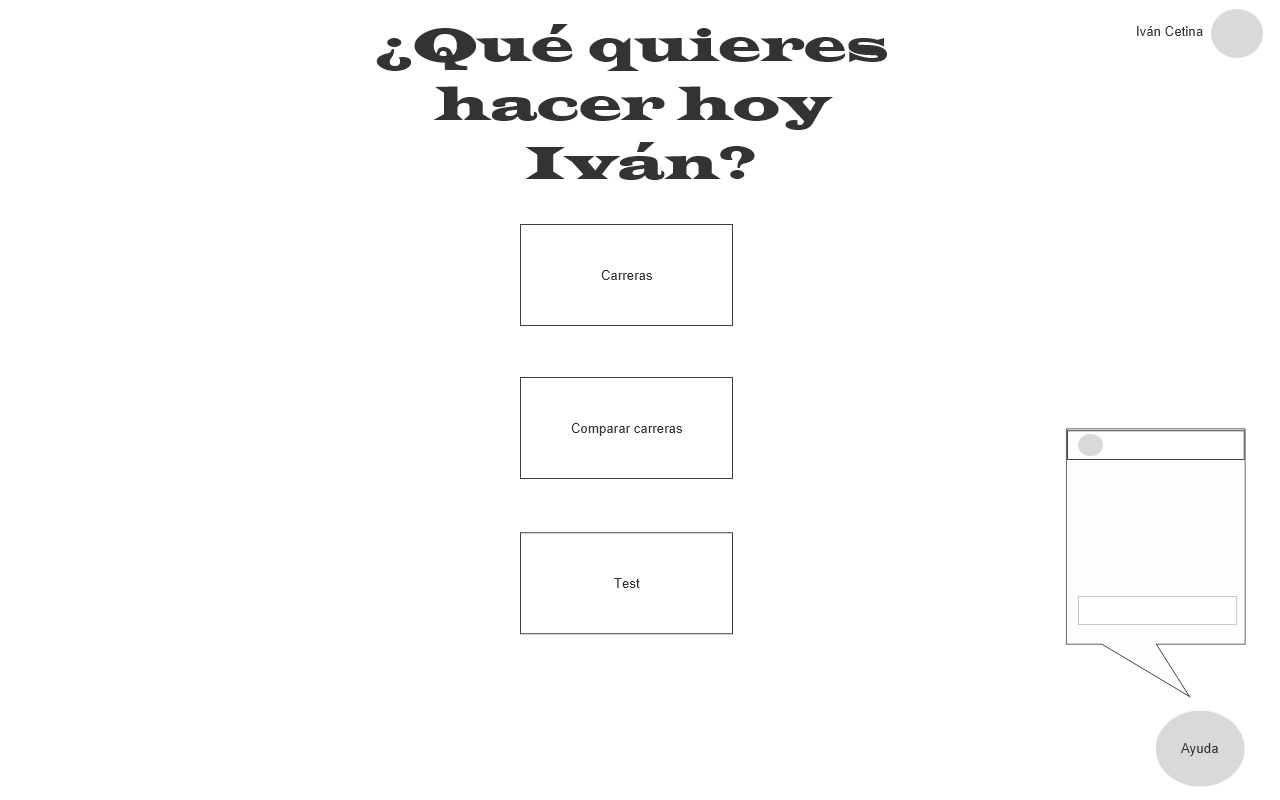 Iván Cetina
¿Qué quieres
hacer hoy
Iván?
Carreras
Comparar carreras
Test
Ayuda